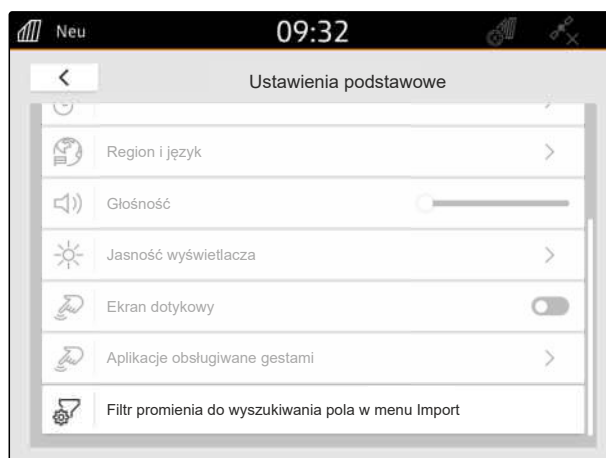 Neu
09:32
Ustawienia podstawowe
Region i język
Głośność
Jasność wyświetlacza
Ekran dotykowy
Aplikacje obsługiwane gestami
Filtr promienia do wyszukiwania pola w menu Import